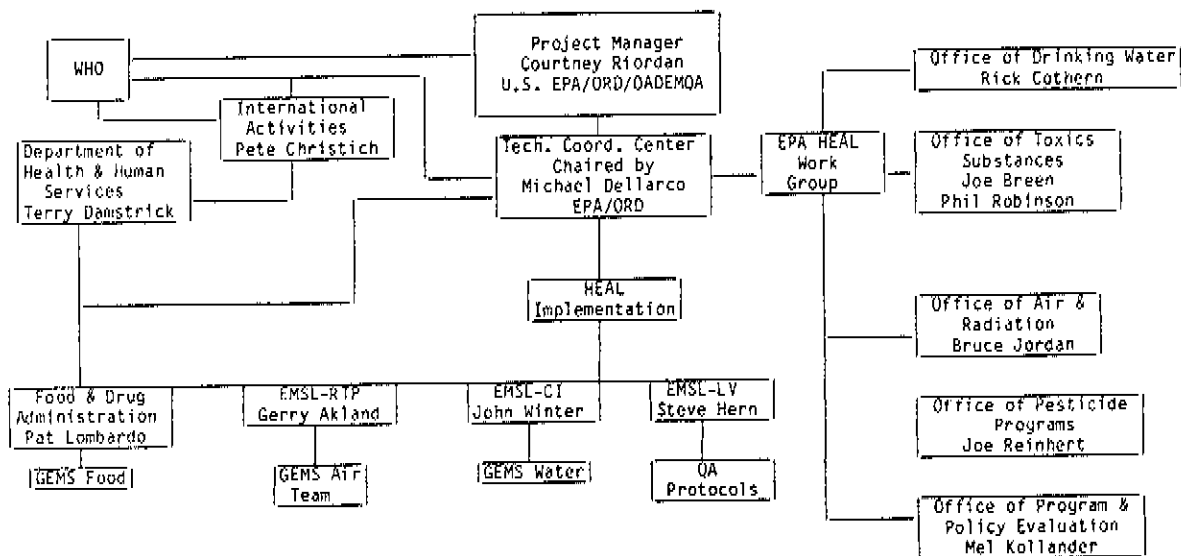 WHO
Project Manager
Courtney Riordan
U.S. EPA/ORD/OADEMQA
International
Activities
Pete Christich
Department of
Health & Human
Services
Terry Damstrick
Tech. Coord. Center
Chaired by
Michael Dellarco
EPA/ORD
EPA HEAL
Work
Group
Office of Drinking Water
Rick Cothern
Office of Toxics
Substances
Joe Breen
Phil Robinson
HEAL
Implementation
Office of Air &
Radiation
Bruce Jordan
Food & Drug
Administration
Pat Lombardo
EMSL-RTP
Gerry Akland
EMSL-CI
John Winter
EMSL-LV
Steve Hern
Office of Pesticide
Programs
Joe Reinhert
GEMS Food
GEMS Air
Team
GEMS Water
QA
Protocols
Office of Program &
Policy Evaluation
Mel Kollander